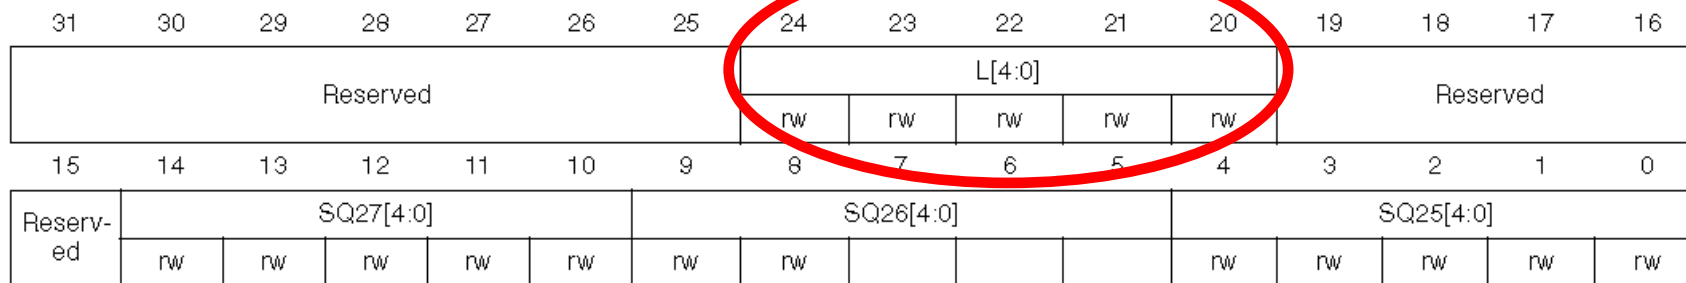 31 30 29 28 27 26 25 24 23 22 21 20 19 18 17 16
Reserved L[4:0] Reserved
rw rw rw rw rw
15 14 13 12 11 10 9 8 7 6 5 4 3 2 1 0
Reserv-
ed
SQ27[4:0] SQ26[4:0] SQ25[4:0]
rw rw rw rw rw rw rw rw rw rw rw rw